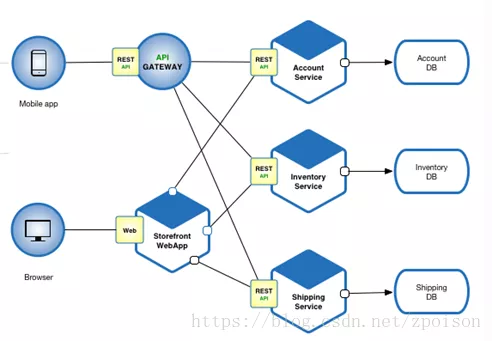 REST
API
API
GATEWAY
Mobile app
REST
API
Account
Service
Account
DB
REST
API
Inventory
Service
Inventory
DB
Web
Storefront
WebApp
Browser
REST
API
Shipping
Service
Shipping
DB
https://blog.csdn.net/zpoison